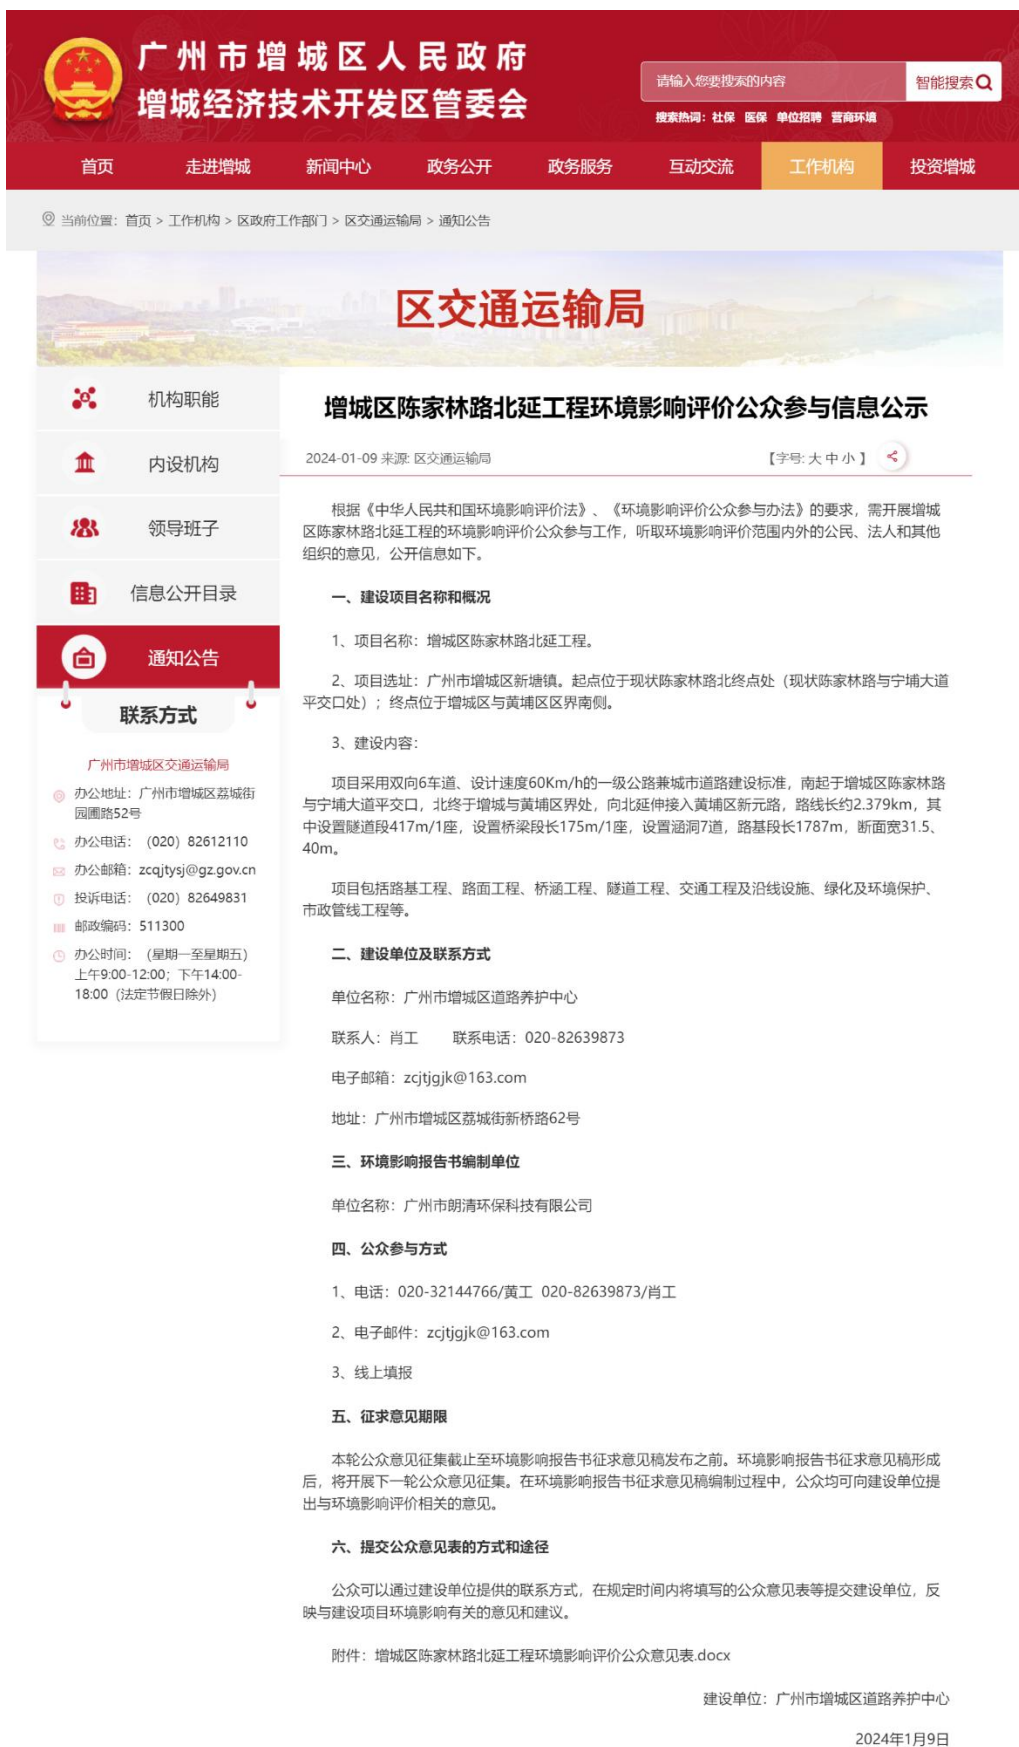 广州市增城区人民政府
增城经济技术开发区管委会
请输入您要搜索的内容
智能搜索
搜索热词：社保 医保 单位招聘 营商环境
首页 走进增城 新闻中心 政务公开 政务服务 互动交流 工作机构 投资增城
当前位置：首页 > 工作机构 > 区政府工作部门 > 区交通运输局 > 通知公告
区交通运输局
机构职能
内设机构
领导班子
信息公开目录
通知公告
联系方式
广州市增城区交通运输局
办公地址：广州市增城区荔城街
园圃路52号
办公电话：（020）82612110
办公邮箱：zcqjtysj@gz.gov.cn
投诉电话：（020）82649831
邮政编码：511300
办公时间：（星期一至星期五）
上午9:00-12:00；下午14:00-
18:00（法定节假日除外）
增城区陈家林路北延工程环境影响评价公众参与信息公示
2024-01-09 来源: 区交通运输局
【字号: 大 中 小 】
根据《中华人民共和国环境影响评价法》、《环境影响评价公众参与办法》的要求，需开展增城
区陈家林路北延工程的环境影响评价公众参与工作，听取环境影响评价范围内外的公民、法人和其他
组织的意见，公开信息如下。
一、建设项目名称和概况
1、项目名称：增城区陈家林路北延工程。
2、项目选址：广州市增城区新塘镇。起点位于现状陈家林路北终点处（现状陈家林路与宁埔大道
平交口处）；终点位于增城区与黄埔区区界南侧。
3、建设内容：
项目采用双向6车道、设计速度60Km/h的一级公路兼城市道路建设标准，南起于增城区陈家林路
与宁埔大道平交口，北终于增城与黄埔区界处，向北延伸接入黄埔区新元路，路线长约2.379km，其
中设置隧道段417m/1座，设置桥梁段长175m/1座，设置涵洞7道，路基段长1787m，断面宽31.5、
40m。
项目包括路基工程、路面工程、桥涵工程、隧道工程、交通工程及沿线设施、绿化及环境保护、
市政管线工程等。
二、建设单位及联系方式
单位名称：广州市增城区道路养护中心
联系人：肖工 联系电话：020-82639873
电子邮箱：zcjtjgjk@163.com
地址：广州市增城区荔城街新桥路62号
三、环境影响报告书编制单位
单位名称：广州市朗清环保科技有限公司
四、公众参与方式
1、电话：020-32144766/黄工 020-82639873/肖工
2、电子邮件：zcjtjgjk@163.com
3、线上填报
五、征求意见期限
本轮公众意见征集截止至环境影响报告书征求意见稿发布之前。环境影响报告书征求意见稿形成
后，将开展下一轮公众意见征集。在环境影响报告书征求意见稿编制过程中，公众均可向建设单位提
出与环境影响评价相关的意见。
六、提交公众意见表的方式和途径
公众可以通过建设单位提供的联系方式，在规定时间内将填写的公众意见表等提交建设单位，反
映与建设项目环境影响有关的意见和建议。
附件：增城区陈家林路北延工程环境影响评价公众意见表.docx
建设单位：广州市增城区道路养护中心
2024年1月9日